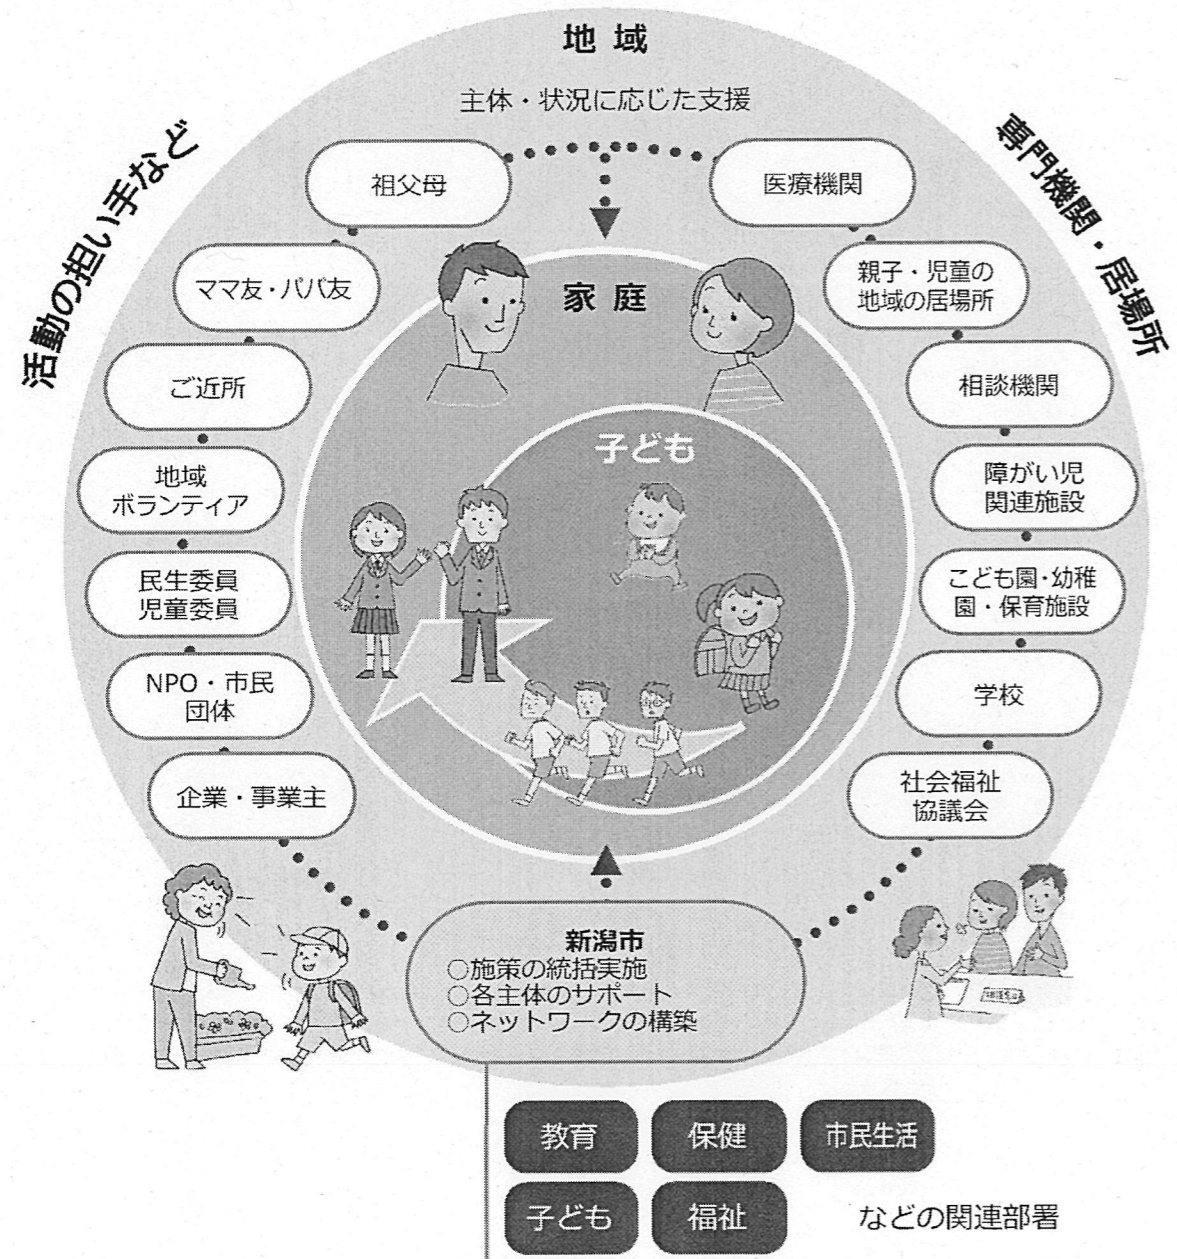 地域
主体・状況に応じた支援
活動の担い手など
専門機関・居場所
祖父母
ママ友・パパ友
ご近所
地域
ボランティア
民生委員
児童委員
NPO・市民
団体
企業・事業主
医療機関
親子・児童の
地域の居場所
相談機関
障がい児
関連施設
こども園・幼稚
園・保育施設
学校
社会福祉
協議会
家庭
子ども
新潟市
○施策の統括実施
○各主体のサポート
○ネットワークの構築
教育
保健
市民生活
子ども
福祉
などの関連部署